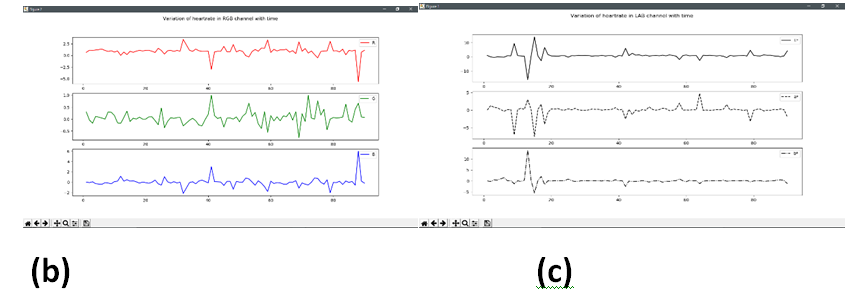 Figure 1
Variation of heartrate in RGB channel with time
2.5
0.0
−2.5
−5.0
R
0 20 40 60 80
1.0
0.5
0.0
−0.5
G
0 20 40 60 80
6
4
2
0
−2
B
0 20 40 60 80
(b)
Figure 1
Variation of heartrate in LAB channel with time
10
0
−10
L*
0 20 40 60 80
5
0
−5
a*
0 20 40 60 80
10
5
0
−5
0 20 40 60 80
(c)